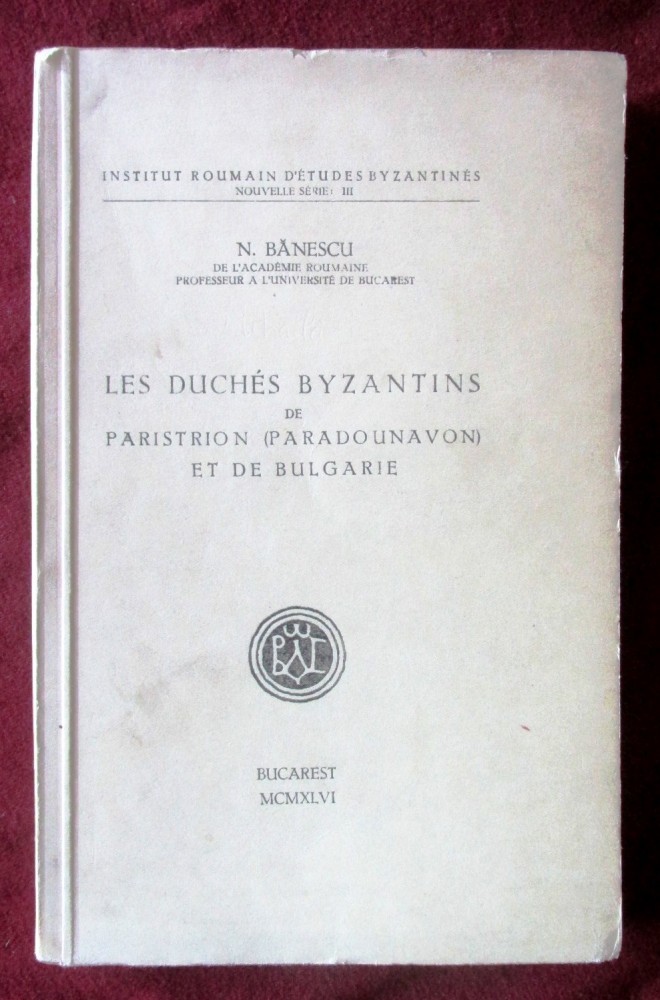 INSTITUT ROUMAIN D'ÉTUDES BYZANTINES
NOUVELLE SÉRIE: III
N. BĂNESCU
DE L'ACADÉMIE ROUMAINE
PROFESSEUR A L'UNIVERSITÉ DE BUCAREST
LES DUCHÉS BYZANTINS
DE
PARISTRION (PARADOUNAVON)
ET DE BULGARIE
BUCAREST
MCMXLVI